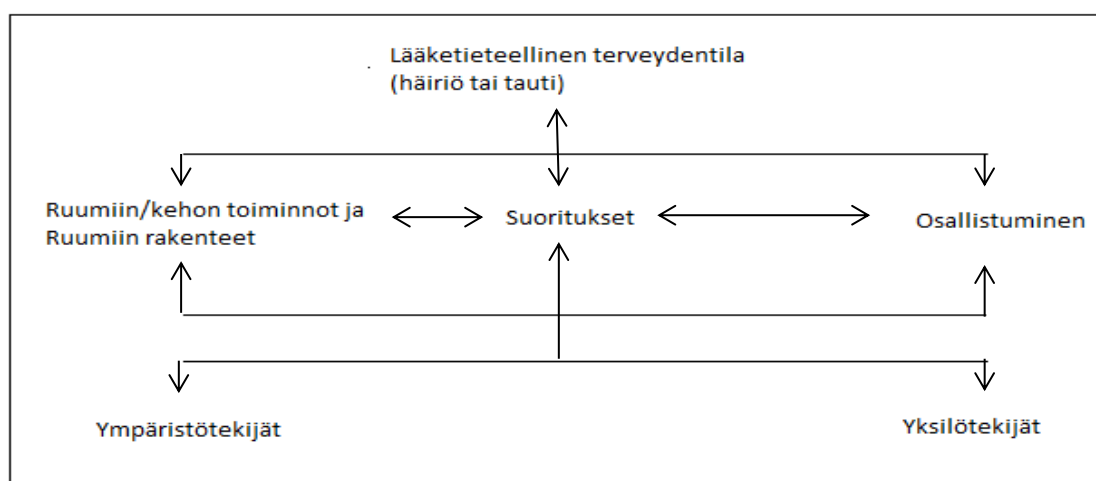 Lääketieteellinen terveydentila
(häiriö tai tauti)
Ruumiin/kehon toiminnot ja
Ruumiin rakenteet
Suoritukset
Osallistuminen
Ympäristötekijät
Yksilötekijät